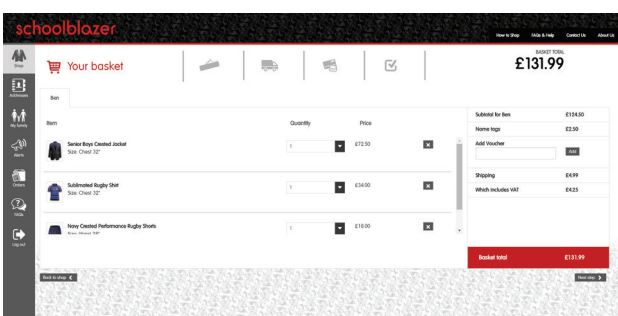 schoolblazer
How to Shop FAQs & Help Contact Us About Us
Shop
Your basket
BASKET TOTAL
£131.99
Addresses
Ben
My family
Item Quantity Price
Senior Boys Crested Jacket
Size: Chest 32"
1 £72.50 x
Alerts
Sublimated Rugby Shirt
Size: Chest 32"
1 £34.00 x
Orders
Navy Crested Performance Rugby Shorts
1 £18.00 x
FAQs
Log out
Subtotal for Ben £124.50
Name tags £2.50
Add Voucher
Add
Shipping £4.99
Which includes VAT £4.25
Basket total £131.99
Back to shop
Next step